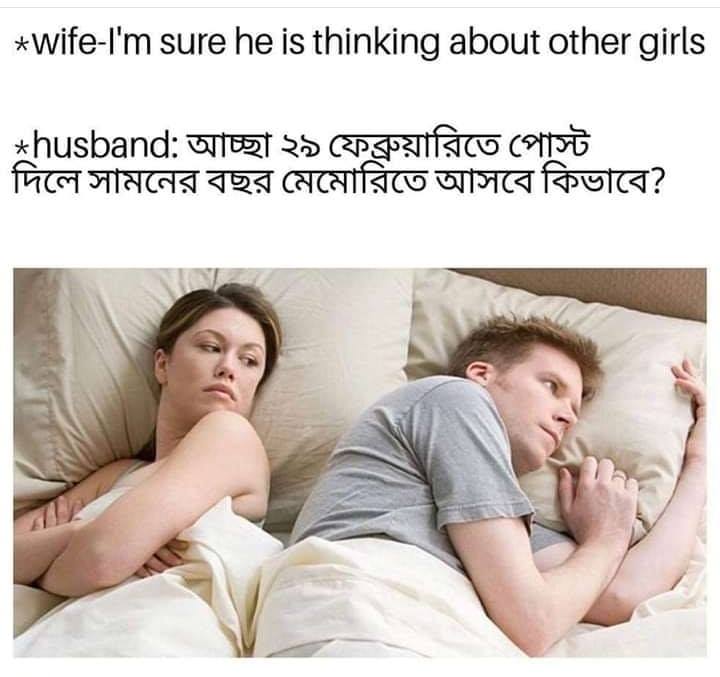 *wife-I'm sure he is thinking about other girls
*husband: আচ্ছা ২৯ ফেব্রুয়ারিতে পোস্ট
দিলে সামনের বছর মেমোরিতে আসবে কিভাবে?